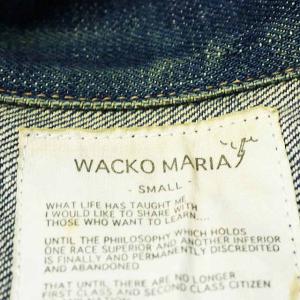 WACKO MARIA
- SMALL -
WHAT LIFE HAS TAUGHT ME
I WOULD LIKE TO SHARE WITH
THOSE WHO WANT TO LEARN....
UNTIL THE PHIILOSOPHY WHICH HOLDS
ONE RACE SUPERIOR AND ANOTHER INFERIOR
IS FINALLY AND PERMANENTLY DISCREDITED
AND ABANDONED
THAT UNTIL THERE ARE NO LONGER
FIRST CLASS AND SECOND CLASS CITIZEN